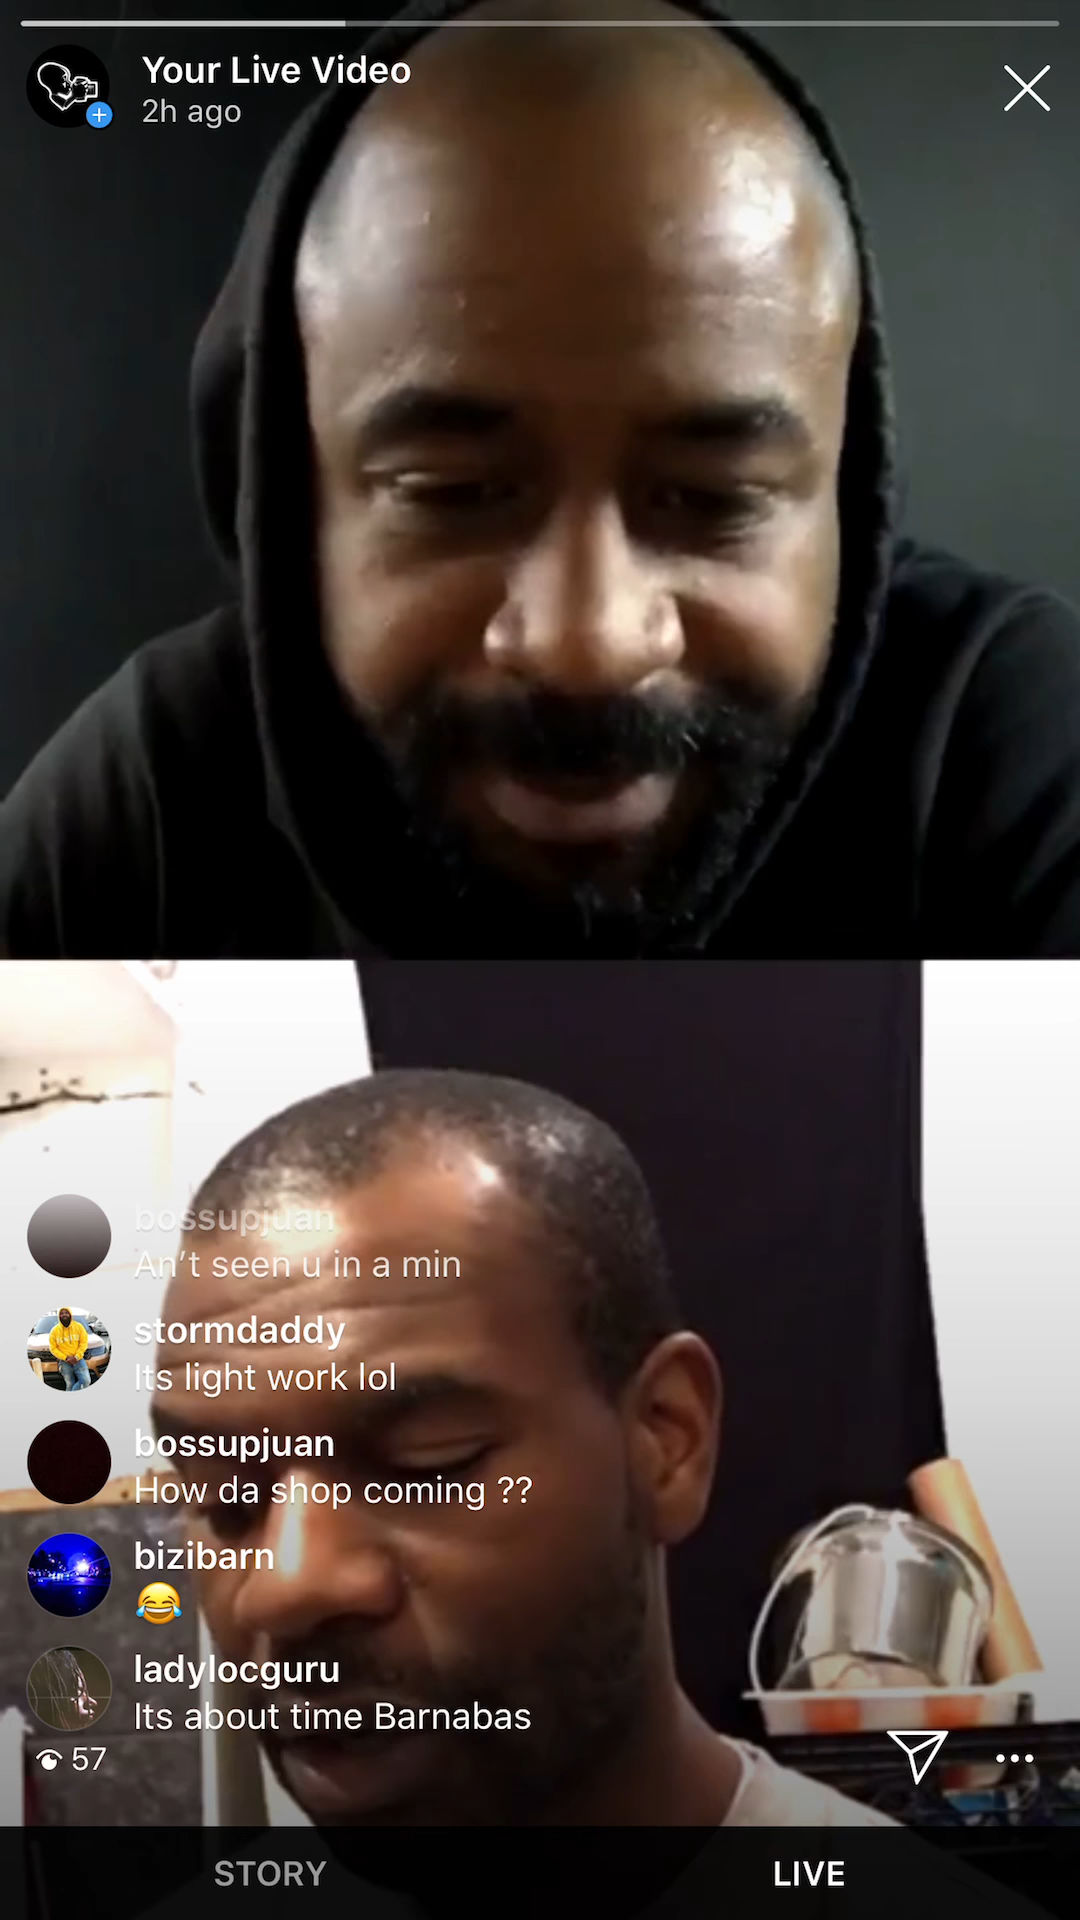 Your Live Video
2h ago
bossupjuan
An't seen u in a min
stormdaddy
Its light work lol
bossupjuan
How da shop coming ??
bizibarn
😂
ladylocguru
Its about time Barnabas
57
STORY
LIVE